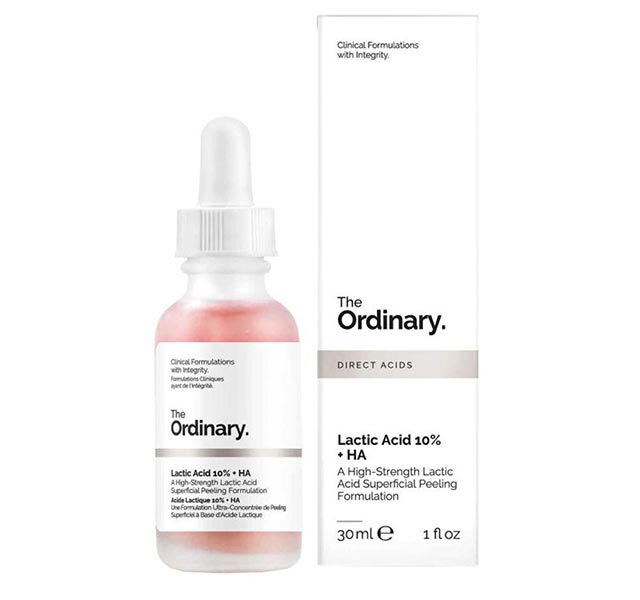 Clinical Formulations
with Integrity.
Formulations Cliniques
ayant de l'Intégrité.
The
Ordinary.
Lactic Acid 10% + HA
A High-Strength Lactic Acid
Superficial Peeling Formulation
Acide Lactique 10% + HA
Une Formulation Ultra-Concentrée de Peeling
Superficiel à Base d'Acide Lactique
Clinical Formulations
with Integrity.
The
Ordinary.
DIRECT ACIDS
Lactic Acid 10%
+ HA
A High-Strength Lactic
Acid Superficial Peeling
Formulation
30 ml ℮ 1 fl oz